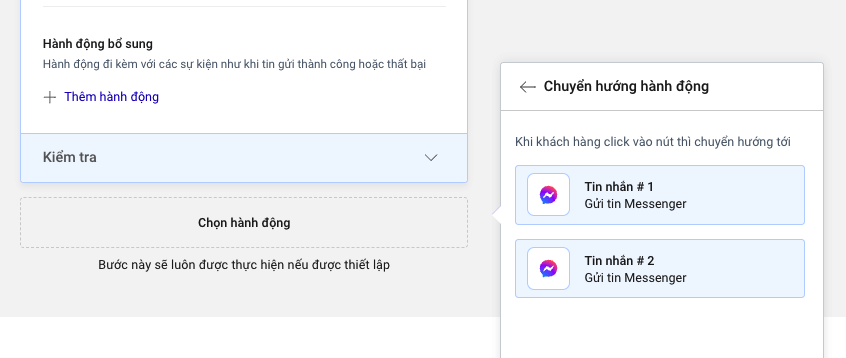 Hành động bổ sung
Hành động đi kèm với các sự kiện như khi tin gửi thành công hoặc thất bại
Thêm hành động
Kiểm tra
Chọn hành động
Bước này sẽ luôn được thực hiện nếu được thiết lập
Chuyển hướng hành động
Khi khách hàng click vào nút thì chuyển hướng tới
Tin nhắn # 1
Gửi tin Messenger
Tin nhắn # 2
Gửi tin Messenger